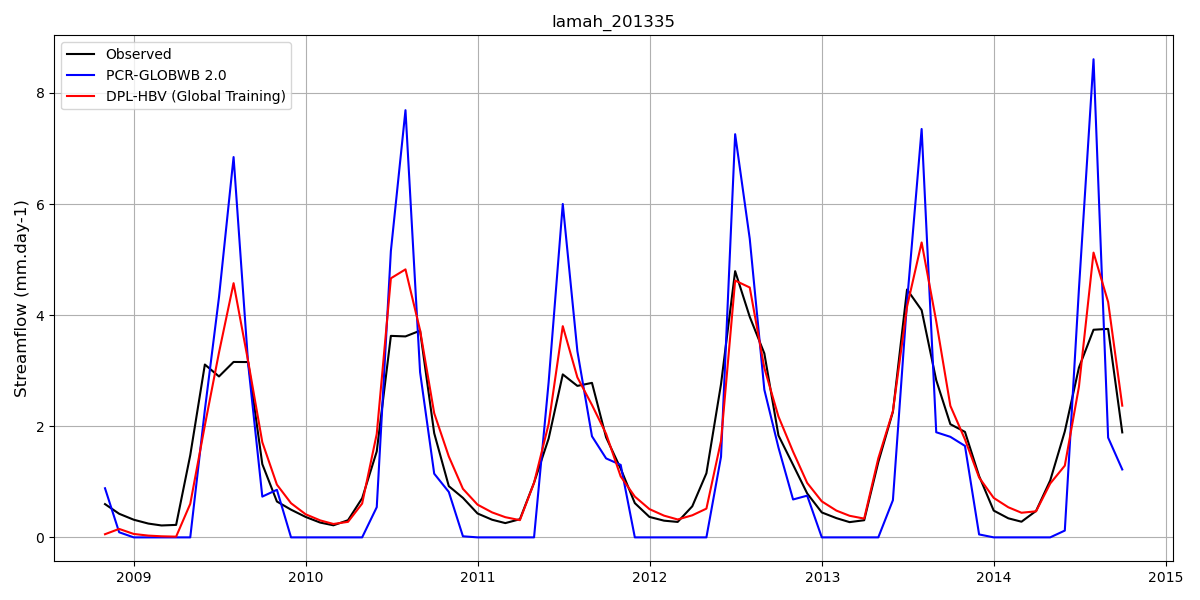 lamah_201335
Observed
PCR-GLOBWB 2.0
DPL-HBV (Global Training)
Streamflow (mm.day-1)
8
6
4
2
0
2009 2010 2011 2012 2013 2014 2015